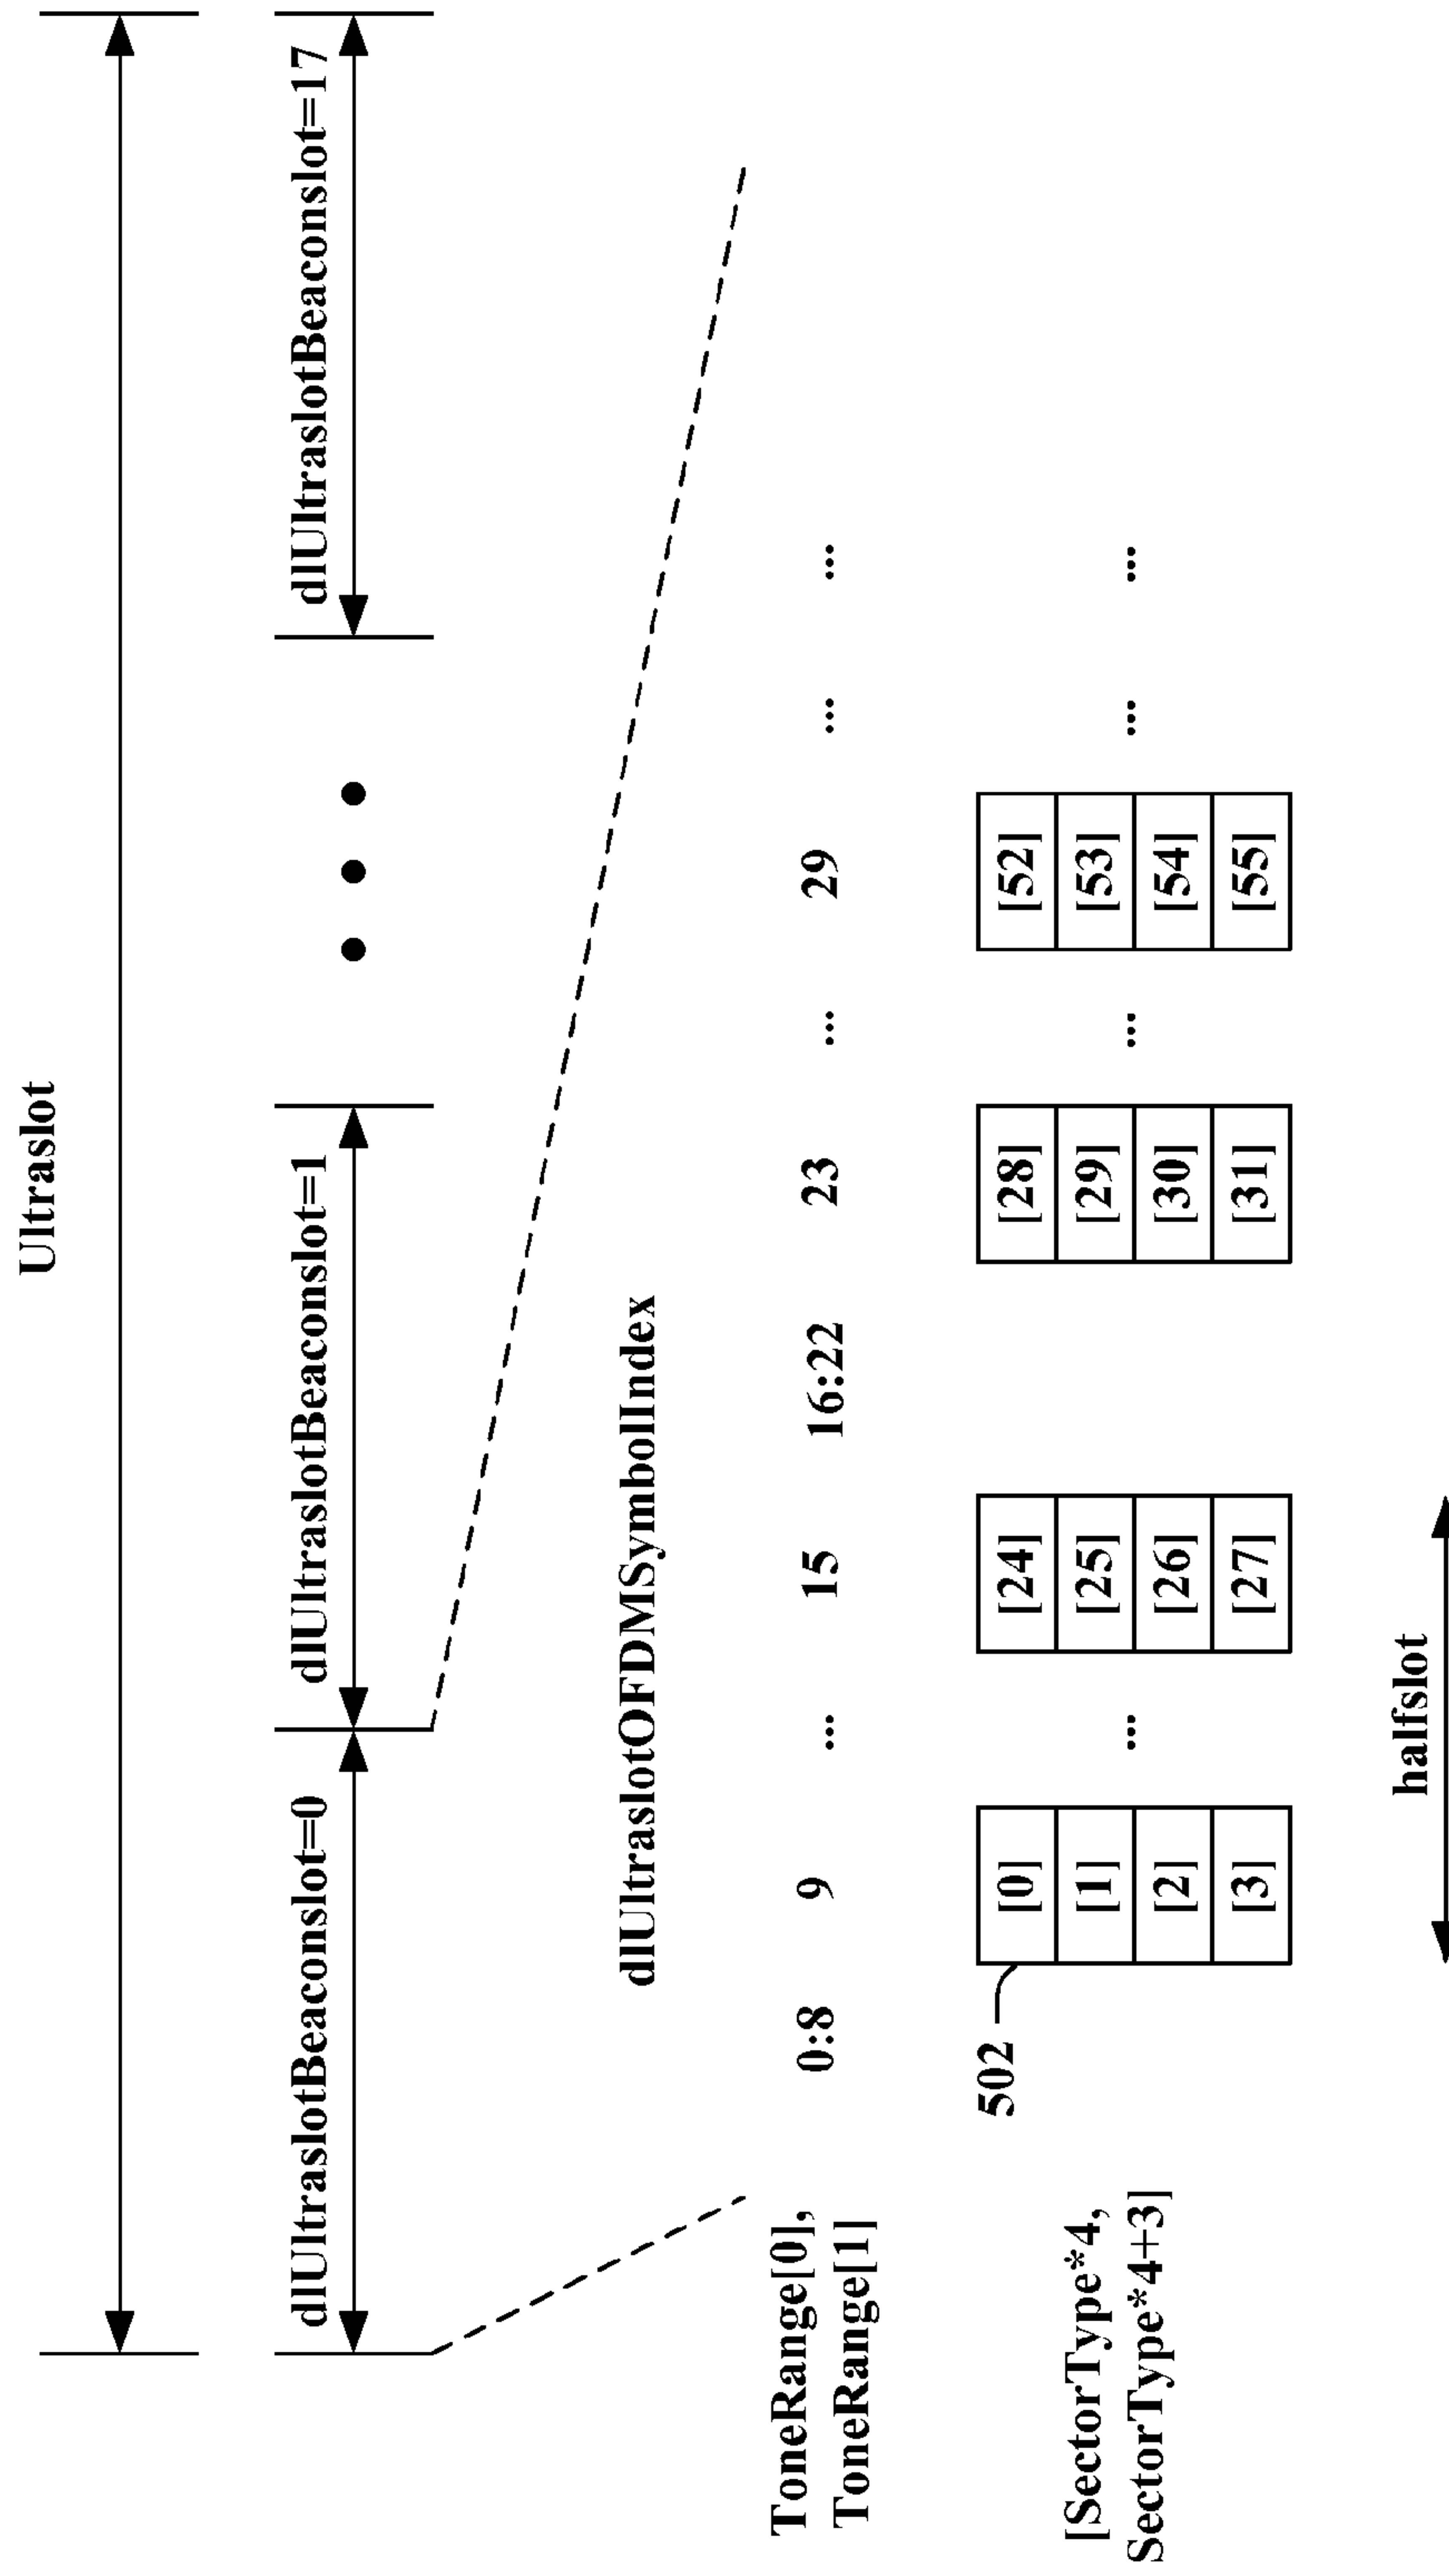 Ultraslot
dlUltraslotBeaconslot=0 dlUltraslotBeaconslot=1 dlUltraslotBeaconslot=17
dlUltraslotOFDMSymbolIndex
ToneRange[0],
ToneRange[1]
0:8 9 ... 15 16:22 23 ... 29 ... ...
502
[SectorType*4,
SectorType*4+3]
[0] [24] [28] [52]
[1] [25] [29] [53]
... ... ... ...
[2] [26] [30] [54]
[3] [27] [31] [55]
halfslot